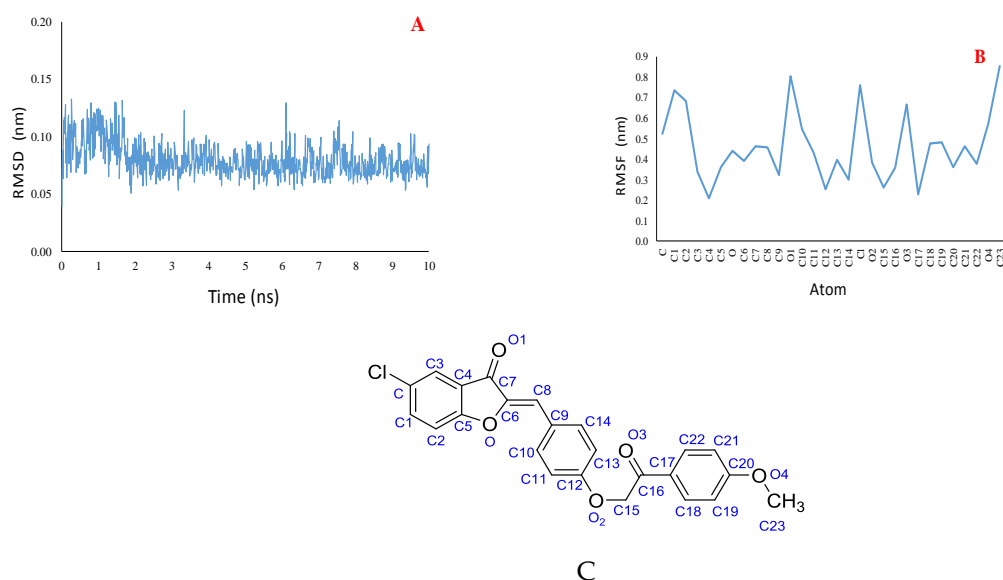 A
0.20
0.15
0.10
0.05
0.00
RMSD (nm)
0 1 2 3 4 5 6 7 8 9 10
Time (ns)
B
0.9
0.8
0.7
0.6
0.5
0.4
0.3
0.2
0.1
0.0
RMSF (nm)
C C1 C2 C3 C4 C5 O C6 C7 C8 C9 O1 C10 C11 C12 C13 C14 Cl O2 C15 C16 O3 C17 C18 C19 C20 C21 C22 O4 C23
Atom
O O1
Cl C3 C4 C7 C8
C
C1 C6 C9 C14
C2 C5 O
C10 C13 O3 C22 C21
O C17 C20 O O4
C11 C12 C16
O C15 C18 C19 CH3
O2 C23
C